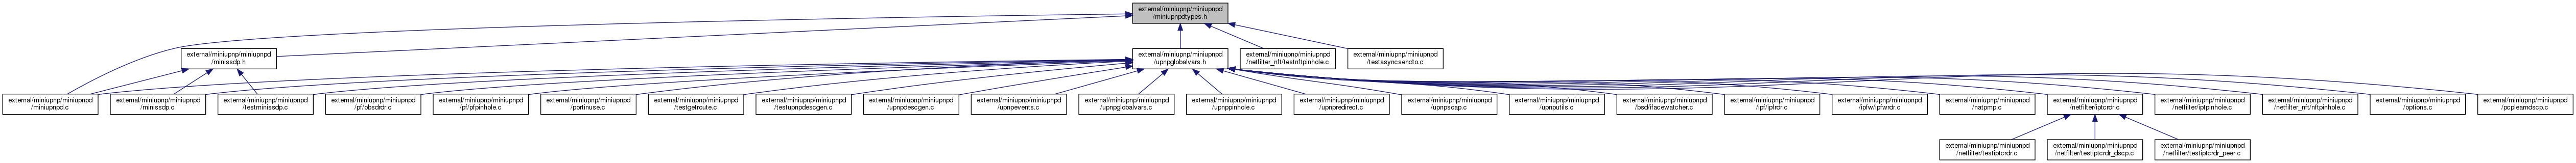 external/miniupnp/miniupnpd
/miniupnpdtypes.h
external/miniupnp/miniupnpd
/minissdp.h
external/miniupnp/miniupnpd
/upnpglobalvars.h
external/miniupnp/miniupnpd
/netfilter_nft/testnftpinhole.c
external/miniupnp/miniupnpd
/testasyncsendto.c
external/miniupnp/miniupnpd
/miniupnpd.c
external/miniupnp/miniupnpd
/minissdp.c
external/miniupnp/miniupnpd
/testminissdp.c
external/miniupnp/miniupnpd
/pf/obsdrdr.c
external/miniupnp/miniupnpd
/pf/pfpinhole.c
external/miniupnp/miniupnpd
/portinuse.c
external/miniupnp/miniupnpd
/testgetroute.c
external/miniupnp/miniupnpd
/testupnpdescgen.c
external/miniupnp/miniupnpd
/upnpdescgen.c
external/miniupnp/miniupnpd
/upnpevents.c
external/miniupnp/miniupnpd
/upnpglobalvars.c
external/miniupnp/miniupnpd
/upnppinhole.c
external/miniupnp/miniupnpd
/upnpredirect.c
external/miniupnp/miniupnpd
/upnpsoap.c
external/miniupnp/miniupnpd
/upnputils.c
external/miniupnp/miniupnpd
/bsd/ifacewatcher.c
external/miniupnp/miniupnpd
/ipf/ipfrdr.c
external/miniupnp/miniupnpd
/ipfw/ipfwrdr.c
external/miniupnp/miniupnpd
/natpmp.c
external/miniupnp/miniupnpd
/netfilter/iptcrdr.c
external/miniupnp/miniupnpd
/netfilter/iptpinhole.c
external/miniupnp/miniupnpd
/netfilter_nft/nftpinhole.c
external/miniupnp/miniupnpd
/options.c
external/miniupnp/miniupnpd
/pcplearndscp.c
external/miniupnp/miniupnpd
/netfilter/testiptcrdr.c
external/miniupnp/miniupnpd
/netfilter/testiptcrdr_dscp.c
external/miniupnp/miniupnpd
/netfilter/testiptcrdr_peer.c